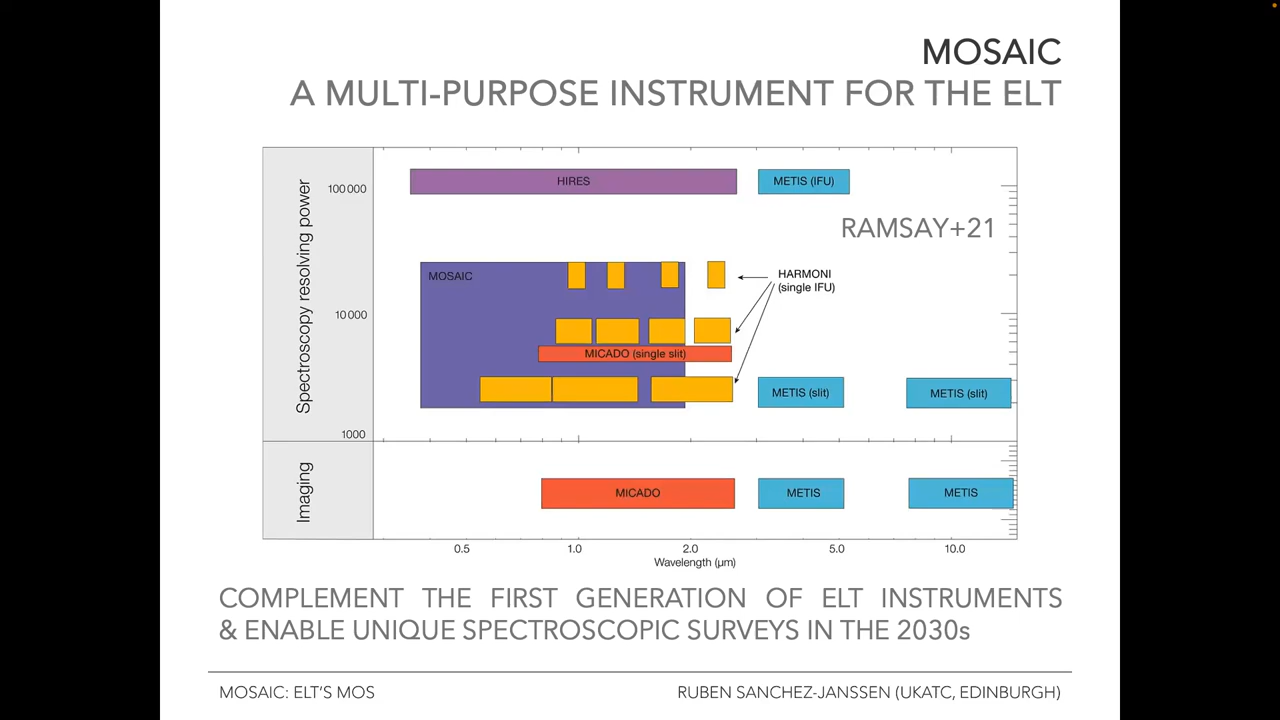 MOSAIC
A MULTI-PURPOSE INSTRUMENT FOR THE ELT
Spectroscopy resolving power
100 000
10 000
1000
HIRES
METIS (IFU)
RAMSAY+21
MOSAIC
HARMONI
(single IFU)
MICADO (single slit)
METIS (slit)
METIS (slit)
Imaging
MICADO
METIS
METIS
0.5 1.0 2.0 5.0 10.0
Wavelength (μm)
COMPLEMENT THE FIRST GENERATION OF ELT INSTRUMENTS
& ENABLE UNIQUE SPECTROSCOPIC SURVEYS IN THE 2030s
MOSAIC: ELT'S MOS
RUBEN SANCHEZ-JANSSEN (UKATC, EDINBURGH)